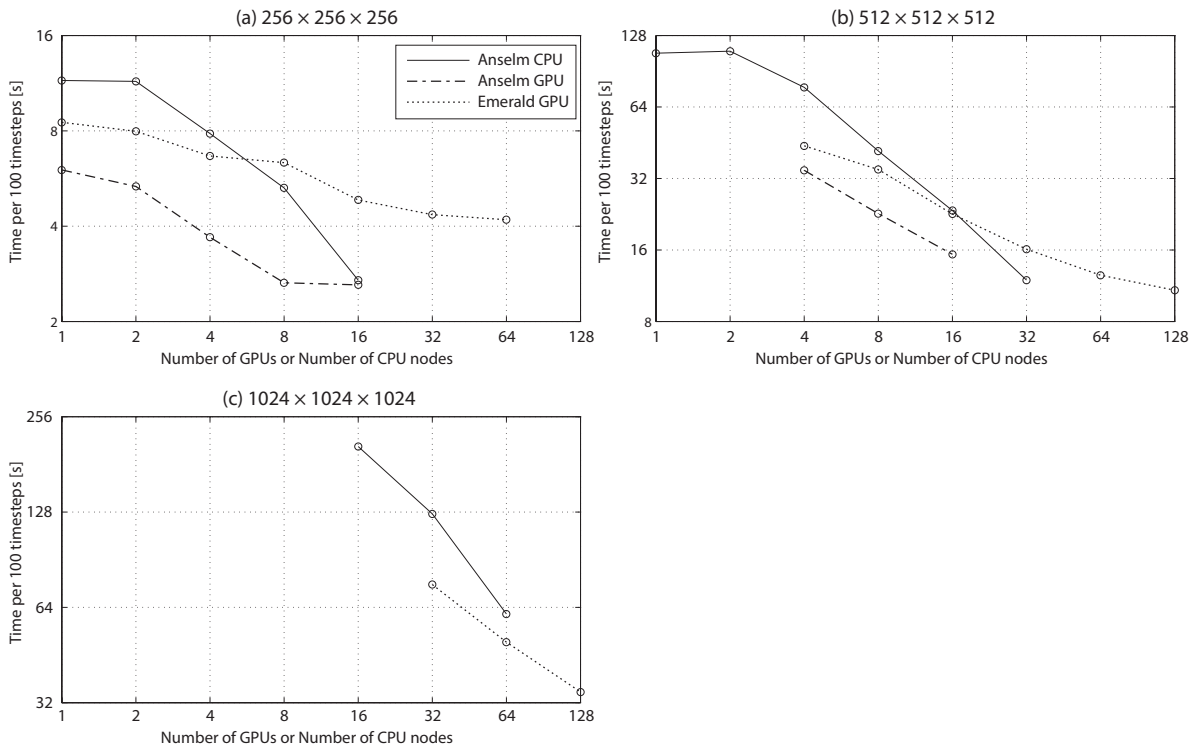 (a) 256 × 256 × 256
16
8
4
2
Time per 100 timesteps [s]
Anselm CPU
Anselm GPU
Emerald GPU
1 2 4 8 16 32 64 128
Number of GPUs or Number of CPU nodes
(b) 512 × 512 × 512
128
64
32
16
8
Time per 100 timesteps [s]
1 2 4 8 16 32 64 128
Number of GPUs or Number of CPU nodes
(c) 1024 × 1024 × 1024
256
128
64
32
Time per 100 timesteps [s]
1 2 4 8 16 32 64 128
Number of GPUs or Number of CPU nodes